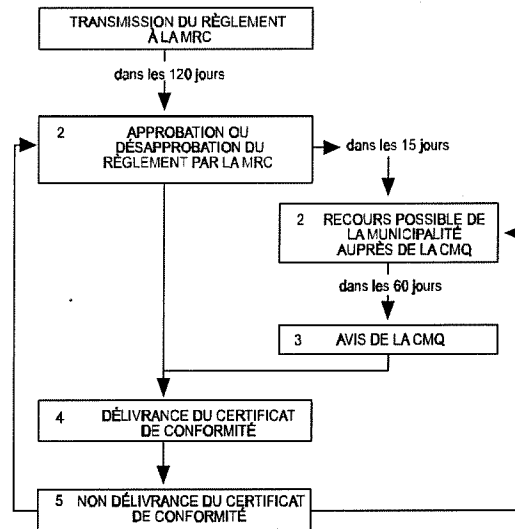 TRANSMISSION DU RÈGLEMENT
À LA MRC
dans les 120 jours
2 APPROBATION OU
DÉSAPPROBATION DU
RÈGLEMENT PAR LA MRC
dans les 15 jours
2 RECOURS POSSIBLE DE
LA MUNICIPALITÉ
AUPRÈS DE LA CMQ
dans les 60 jours
3 AVIS DE LA CMQ
4 DÉLIVRANCE DU CERTIFICAT
DE CONFORMITÉ
5 NON DÉLIVRANCE DU CERTIFICAT
DE CONFORMITÉ